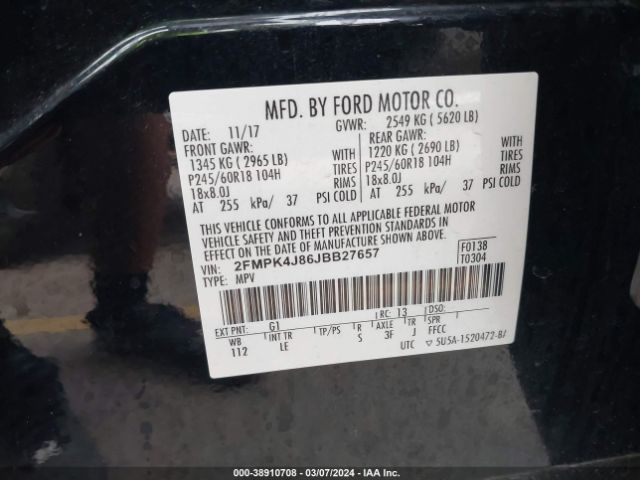 MFD. BY FORD MOTOR CO.
DATE: 11/17 GVWR: 2549 KG ( 5620 LB)
FRONT GAWR: REAR GAWR:
1345 KG ( 2965 LB) WITH 1220 KG ( 2690 LB) WITH
P245/60R18 104H TIRES P245/60R18 104H TIRES
18x8.0J RIMS 18x8.0J RIMS
AT 255 kPa/ 37 PSI COLD AT 255 kPa/ 37 PSI COLD
THIS VEHICLE CONFORMS TO ALL APPLICABLE FEDERAL MOTOR
VEHICLE SAFETY AND BUMPER AND THEFT PREVENTION STANDARDS
IN EFFECT ON THE DATE OF MANUFACTURE SHOWN ABOVE.
VIN: 2FMPK4J86JBB27657 F0138
TYPE: MPV T0304
EXT PNT: G1 RC: 13 DSO:
WB INT TR TP/PS R AXLE TR SPR
112 LE S 3F J FFCC
UTC ▽ 5U5A-1520472-BA
000-38910708 - 03/07/2024 - IAA Inc.